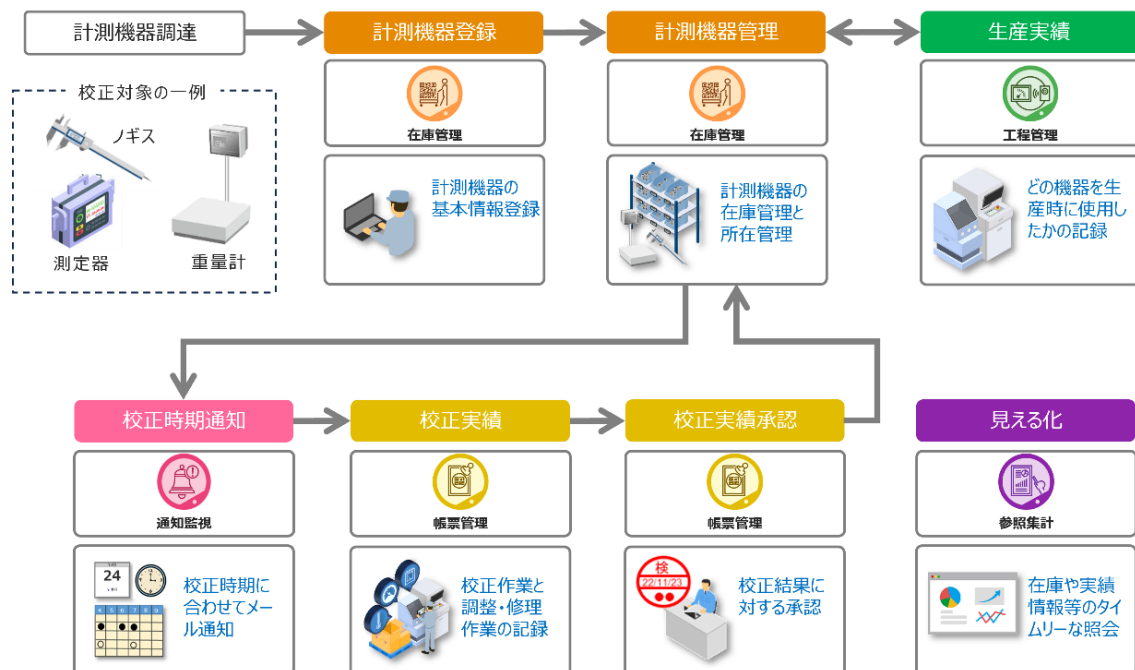 計測機器調達
計測機器登録
計測機器管理
生産実績
校正対象の一例
ノギス
測定器
重量計
在庫管理
在庫管理
工程管理
計測機器の
基本情報登録
計測機器の
在庫管理と
所在管理
どの機器を生
産時に使用し
たかの記録
校正時期通知
校正実績
校正実績承認
見える化
通知監視
帳票管理
帳票管理
参照集計
24
校正時期に
合わせてメー
ル通知
校正作業と
調整・修理
作業の記録
検
22/11/23
校正結果に
対する承認
在庫や実績
情報等のタイ
ムリーな照会